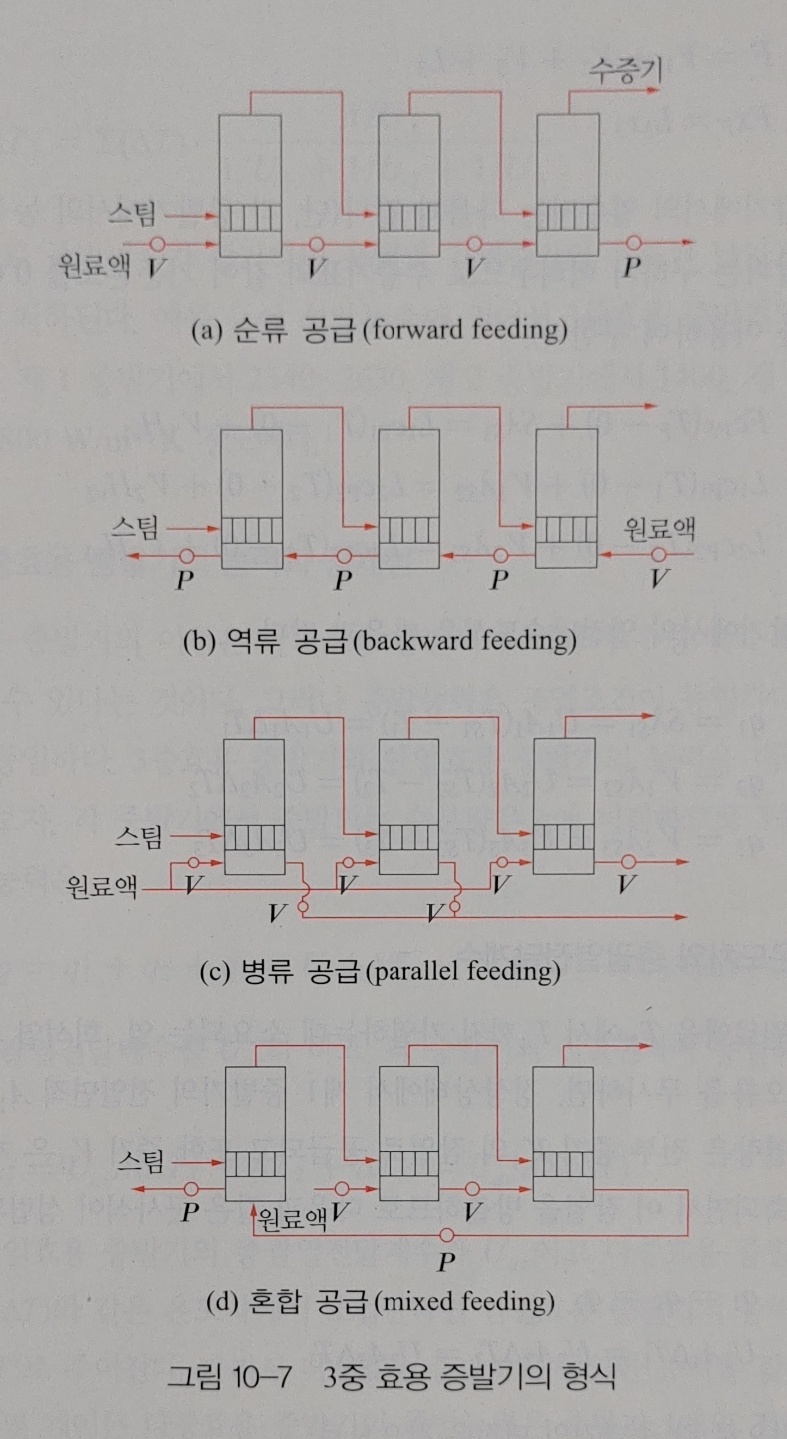 수증기
스팀
원료액 V V V P
(a) 순류 공급(forward feeding)
스팀 원료액
P P P V
(b) 역류 공급(backward feeding)
스팀
원료액 V V V V
V V
(c) 병류 공급(parallel feeding)
스팀
P 원료액 V V
P
(d) 혼합 공급(mixed feeding)
그림 10-7 3중 효용 증발기의 형식